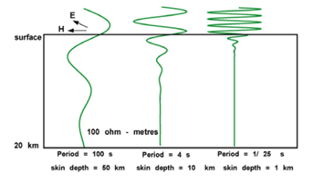 E
H
surface
100 ohm - metres
20 km
Period = 100 s
skin depth = 50 km
Period = 4 s
skin depth = 10 km
Period = 1/ 25 s
skin depth = 1 km